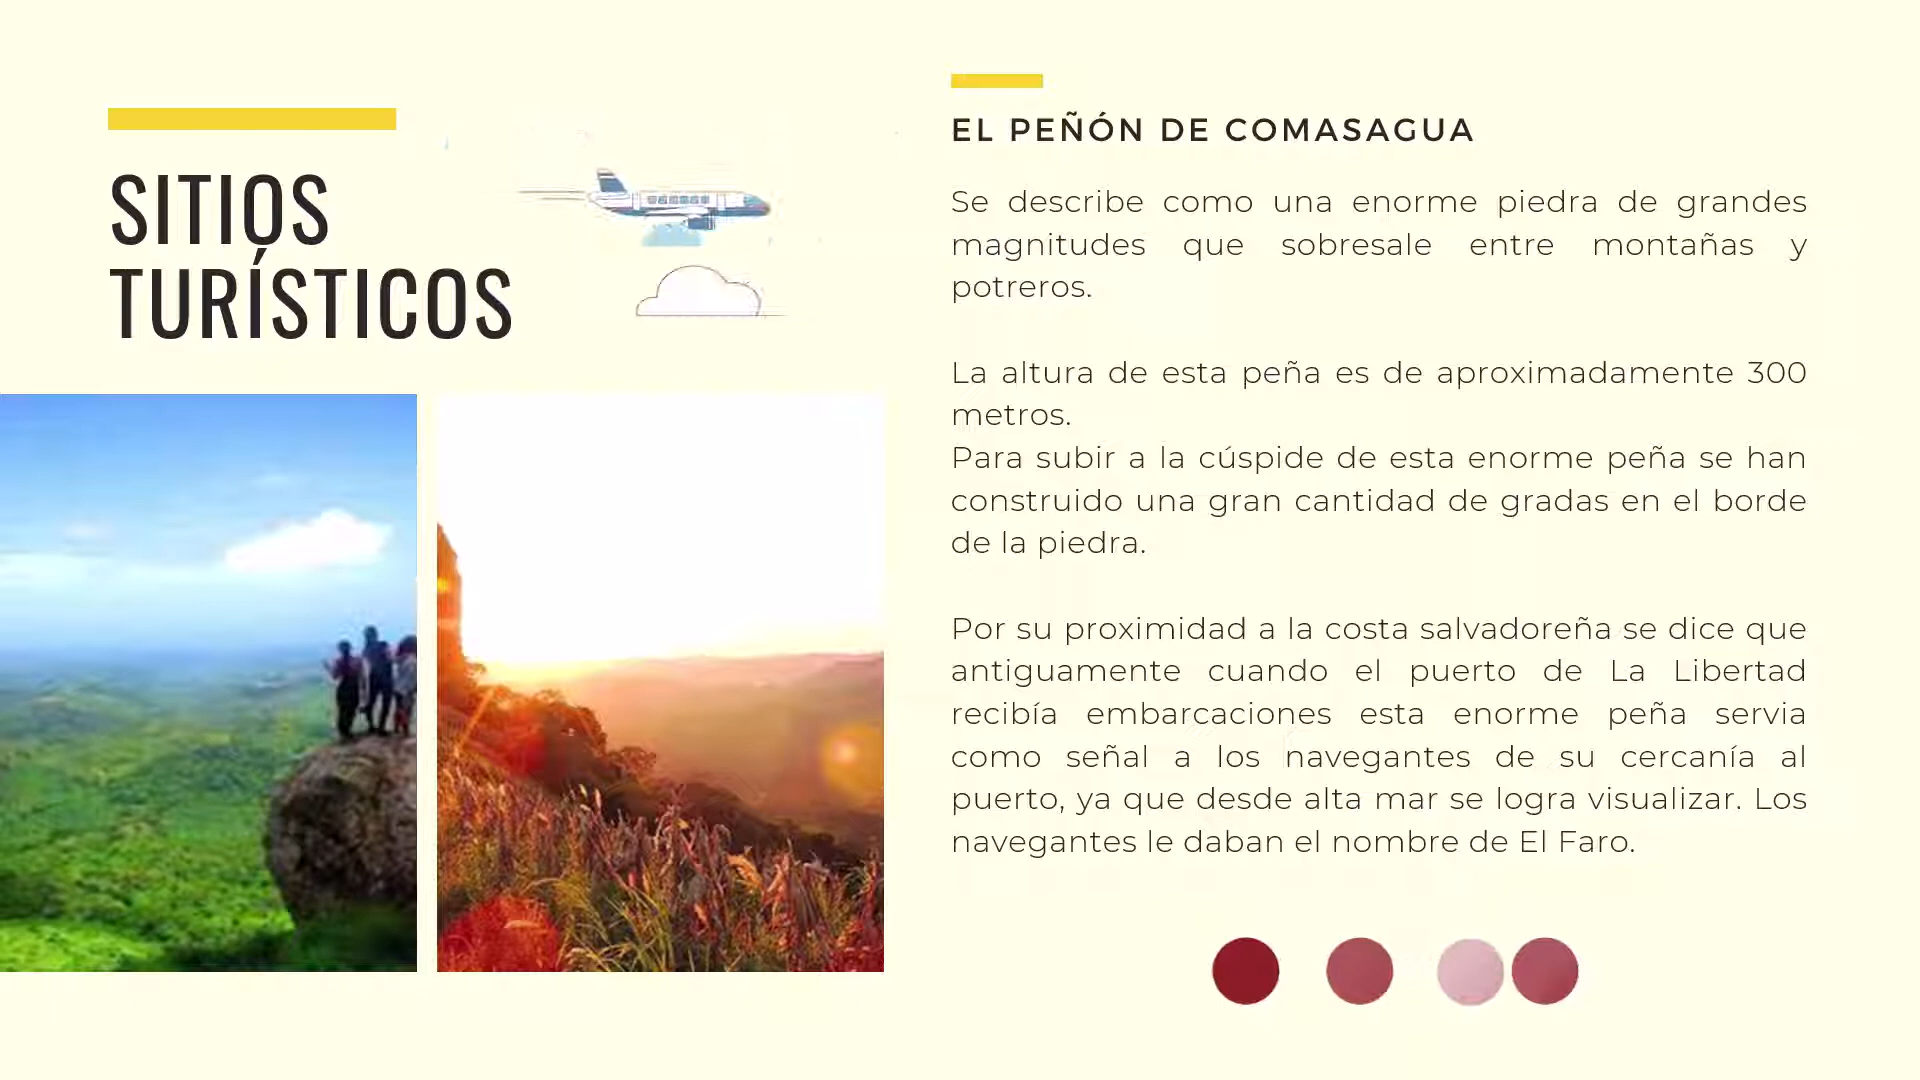 SITIOS
TURÍSTICOS
EL PEÑÓN DE COMASAGUA
Se describe como una enorme piedra de grandes
magnitudes que sobresale entre montañas y
potreros.
La altura de esta peña es de aproximadamente 300
metros.
Para subir a la cúspide de esta enorme peña se han
construido una gran cantidad de gradas en el borde
de la piedra.
Por su proximidad a la costa salvadoreña se dice que
antiguamente cuando el puerto de La Libertad
recibía embarcaciones esta enorme peña servia
como señal a los navegantes de su cercanía al
puerto, ya que desde alta mar se logra visualizar. Los
navegantes le daban el nombre de El Faro.